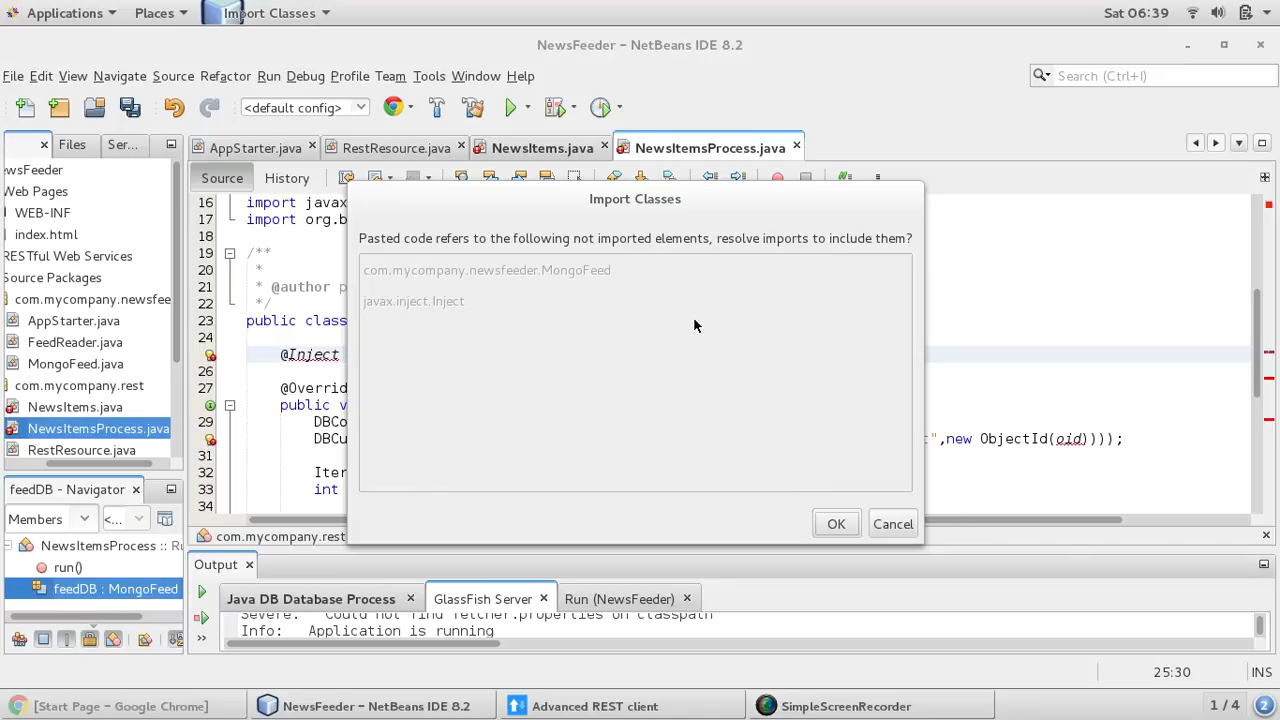 Applications
Places
Import Classes
Sat 06:39
NewsFeeder – NetBeans IDE 8.2
File Edit View Navigate Source Refactor Run Debug Profile Team Tools Window Help
Search (Ctrl+I)
<default config>
Files
Ser...
AppStarter.java
RestResource.java
NewsItems.java
NewsItemsProcess.java
Source
History
ewsFeeder
Web Pages
WEB-INF
index.html
RESTful Web Services
Source Packages
com.mycompany.newsfee
AppStarter.java
FeedReader.java
MongoFeed.java
com.mycompany.rest
NewsItems.java
NewsItemsProcess.java
RestResource.java
16 import javax
17 import org.b
18
19 /**
20 *
21 * @author p
22 */
23 public class
24
@Inject
26
27 @Overrid
public v
29 DBCo
DBCu
",new ObjectId(oid))));
31
32 Iter
33 int
34
com.mycompany.rest
Import Classes
Pasted code refers to the following not imported elements, resolve imports to include them?
com.mycompany.newsfeeder.MongoFeed
javax.inject.Inject
OK
Cancel
feedDB - Navigator
Members
<...
NewsItemsProcess :: Ru
run()
feedDB : MongoFeed
Output
Java DB Database Process
GlassFish Server
Run (NewsFeeder)
Severe: Could not find fetcher.properties on classpath
Info: Application is running
25:30
INS
[Start Page – Google Chrome]
NewsFeeder – NetBeans IDE 8.2
Advanced REST client
SimpleScreenRecorder
1 / 4
2